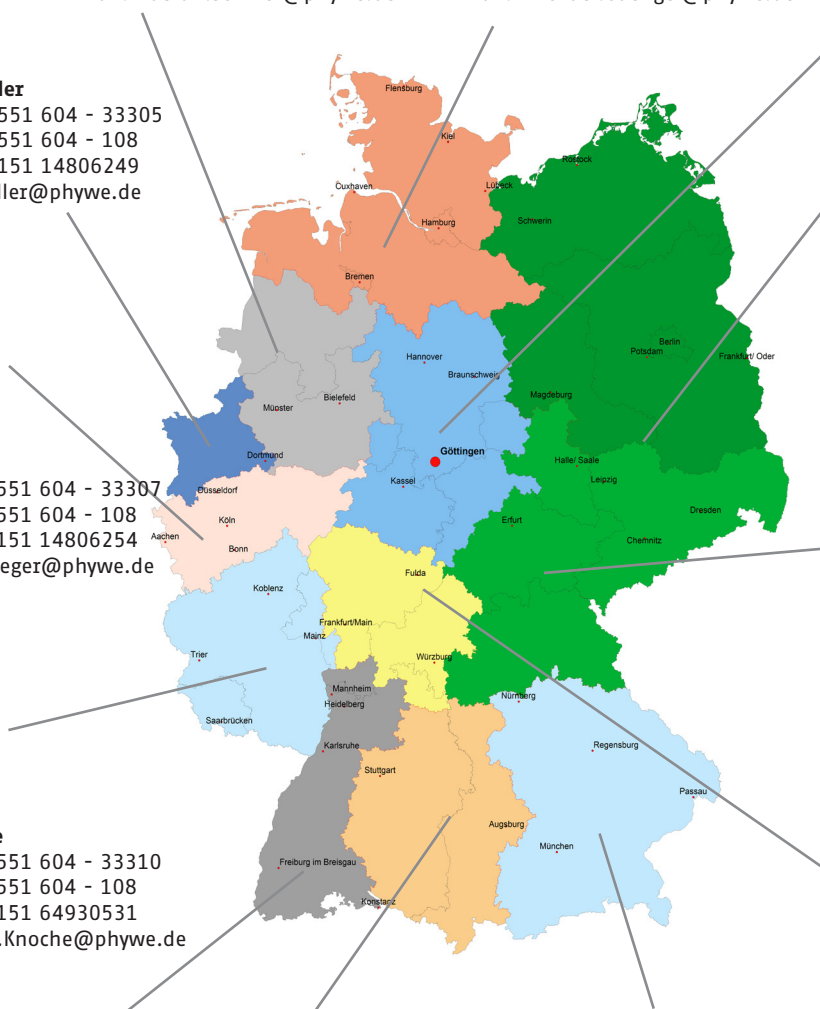 ler
551 604 - 33305
551 604 - 108
151 14806249
ller@phywe.de
551 604 - 33307
551 604 - 108
151 14806254
eger@phywe.de
e
551 604 - 33310
551 604 - 108
151 64930531
.Knoche@phywe.de
Flensburg
Kiel
Rostock
Cuxhaven
Lübeck
Schwerin
Hamburg
Bremen
Berlin
Potsdam
Frankfurt/ Oder
Hannover
Braunschweig
Magdeburg
Bielefeld
Münster
Göttingen
Dortmund
Halle/ Saale
Leipzig
Kassel
Düsseldorf
Dresden
Köln
Erfurt
Aachen
Chemnitz
Bonn
Fulda
Koblenz
Frankfurt/Main
Mainz
Trier
Würzburg
Mannheim
Nürnberg
Heidelberg
Saarbrücken
Karlsruhe
Regensburg
Stuttgart
Passau
Augsburg
München
Freiburg im Breisgau
Konstanz